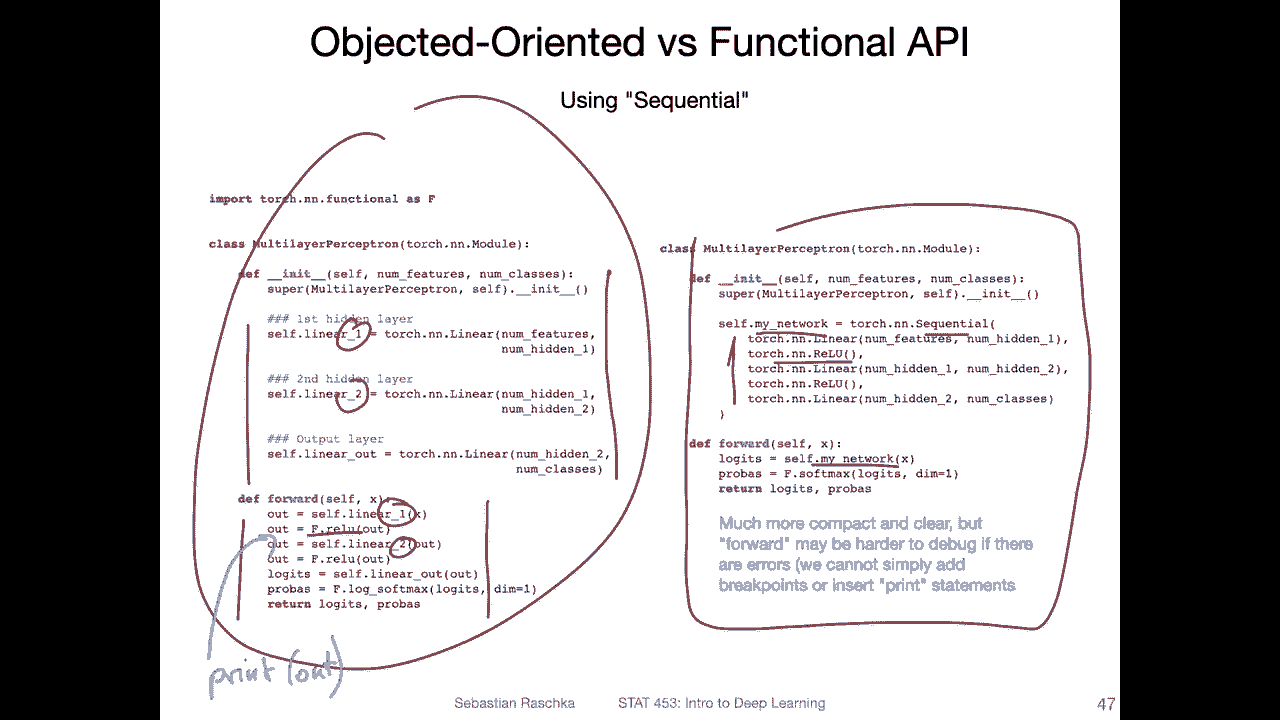 Objected-Oriented vs Functional API
Using "Sequential"
import torch.nn.functional as F
class MultilayerPerceptron(torch.nn.Module):
def __init__(self, num_features, num_classes):
super(MultilayerPerceptron, self).__init__()
### 1st hidden layer
self.linear_1 = torch.nn.Linear(num_features,
num_hidden_1)
### 2nd hidden layer
self.linear_2 = torch.nn.Linear(num_hidden_1,
num_hidden_2)
### Output layer
self.linear_out = torch.nn.Linear(num_hidden_2,
num_classes)
def forward(self, x):
out = self.linear_1(x)
out = F.relu(out)
out = self.linear_2(out)
out = F.relu(out)
logits = self.linear_out(out)
probas = F.log_softmax(logits, dim=1)
return logits, probas
print (out)
class MultilayerPerceptron(torch.nn.Module):
def __init__(self, num_features, num_classes):
super(MultilayerPerceptron, self).__init__()
self.my_network = torch.nn.Sequential(
torch.nn.Linear(num_features, num_hidden_1),
torch.nn.ReLU(),
torch.nn.Linear(num_hidden_1, num_hidden_2),
torch.nn.ReLU(),
torch.nn.Linear(num_hidden_2, num_classes)
)
def forward(self, x):
logits = self.my_network(x)
probas = F.softmax(logits, dim=1)
return logits, probas
Much more compact and clear, but
"forward" may be harder to debug if there
are errors (we cannot simply add
breakpoints or insert "print" statements
Sebastian Raschka STAT 453: Intro to Deep Learning 47